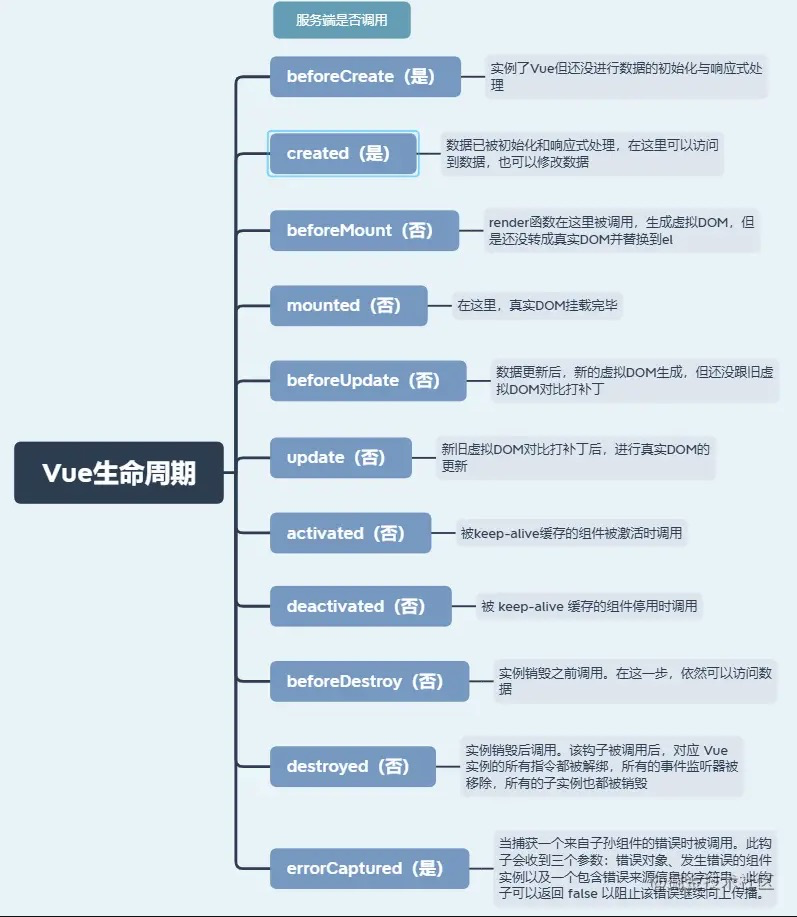 服务端是否调用
beforeCreate（是）
实例了Vue但还没进行数据的初始化与响应式处
理
created（是）
数据已被初始化和响应式处理，在这里可以访问
到数据，也可以修改数据
beforeMount（否）
render函数在这里被调用，生成虚拟DOM，但
是还没转成真实DOM并替换到el
mounted（否）
在这里，真实DOM挂载完毕
beforeUpdate（否）
数据更新后，新的虚拟DOM生成，但还没跟旧虚
拟DOM对比打补丁
Vue生命周期
update（否）
新旧虚拟DOM对比打补丁后，进行真实DOM的
更新
activated（否）
被keep-alive缓存的组件被激活时调用
deactivated（否）
被 keep-alive 缓存的组件停用时调用
beforeDestroy（否）
实例销毁之前调用。在这一步，依然可以访问数
据
destroyed（否）
实例销毁后调用。该钩子被调用后，对应 Vue
实例的所有指令都被解绑，所有的事件监听器被
移除，所有的子实例也都被销毁
errorCaptured（是）
当捕获一个来自子孙组件的错误时被调用。此钩
子会收到三个参数：错误对象、发生错误的组件
实例以及一个包含错误来源信息的字符串。此钩
子可以返回 false 以阻止该错误继续向上传播。
@掘金技术社区